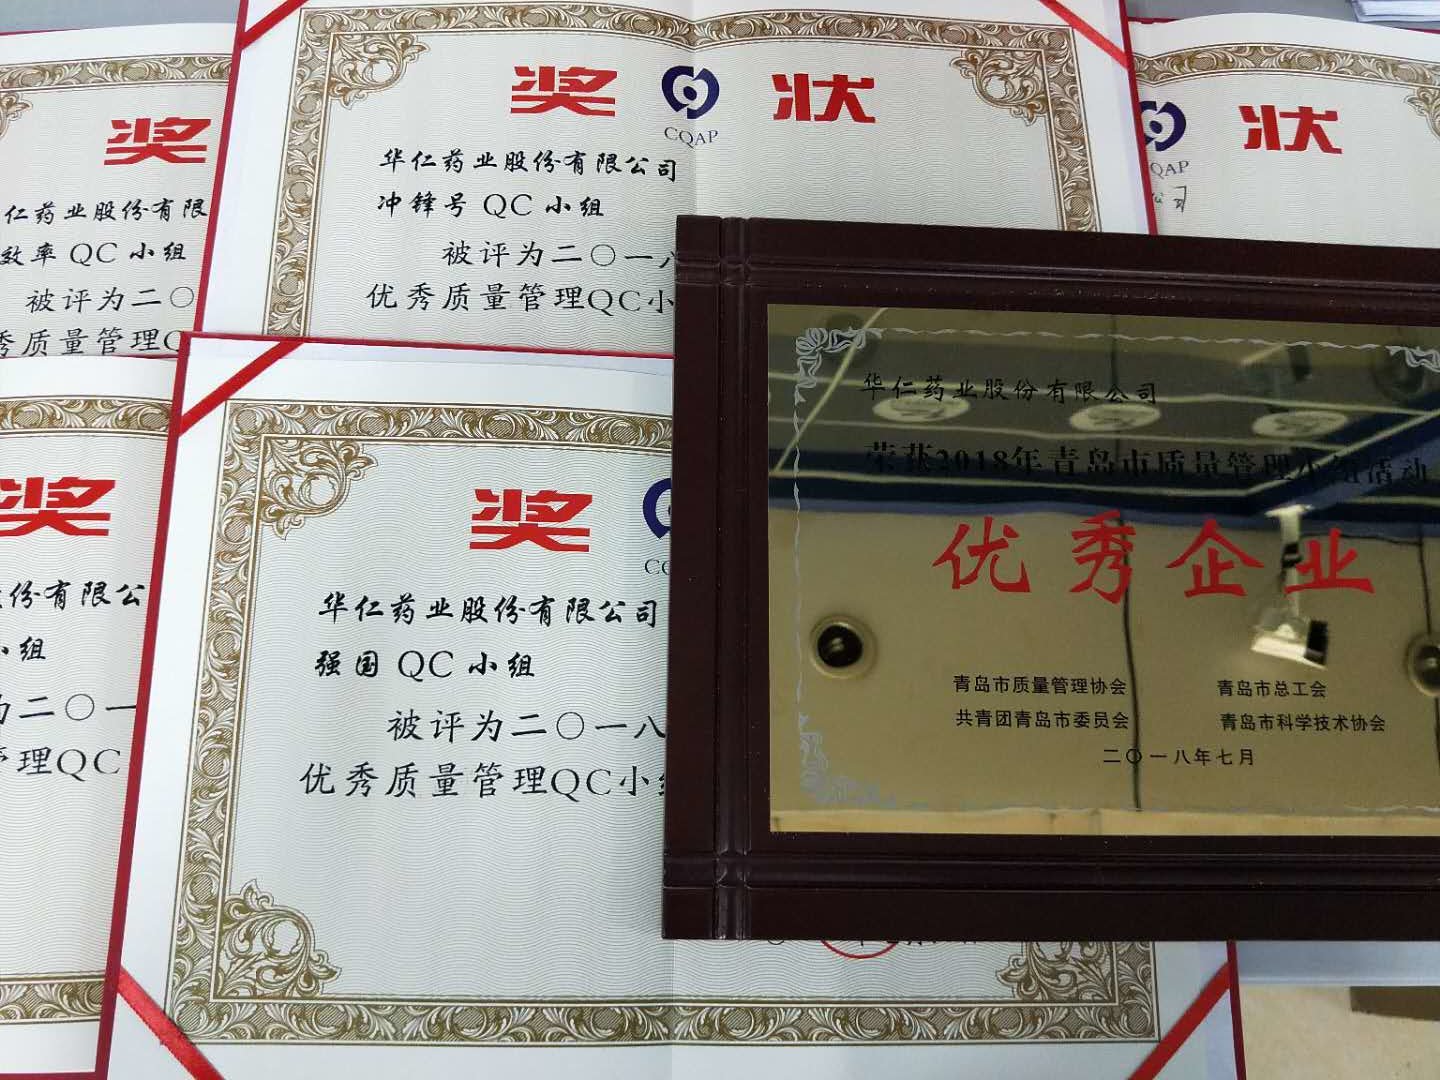 奖
仁药业股份有限
效率 QC 小组
被评为二〇
秀质量管理Q
奖 状
CQAP
华仁药业股份有限公司
冲锋号 QC 小组
被评为二〇一八
优秀质量管理QC小
状
QAP
司
奖
份有限公
小组
为二〇一
管理QC
奖
CQ
华仁药业股份有限公司
强国 QC 小组
被评为二〇一八
优秀质量管理QC小组
华仁药业股份有限公司
荣获2018年青岛市质量管理小组活动
优秀企业
青岛市质量管理协会 青岛市总工会
共青团青岛市委员会 青岛市科学技术协会
二〇一八年七月